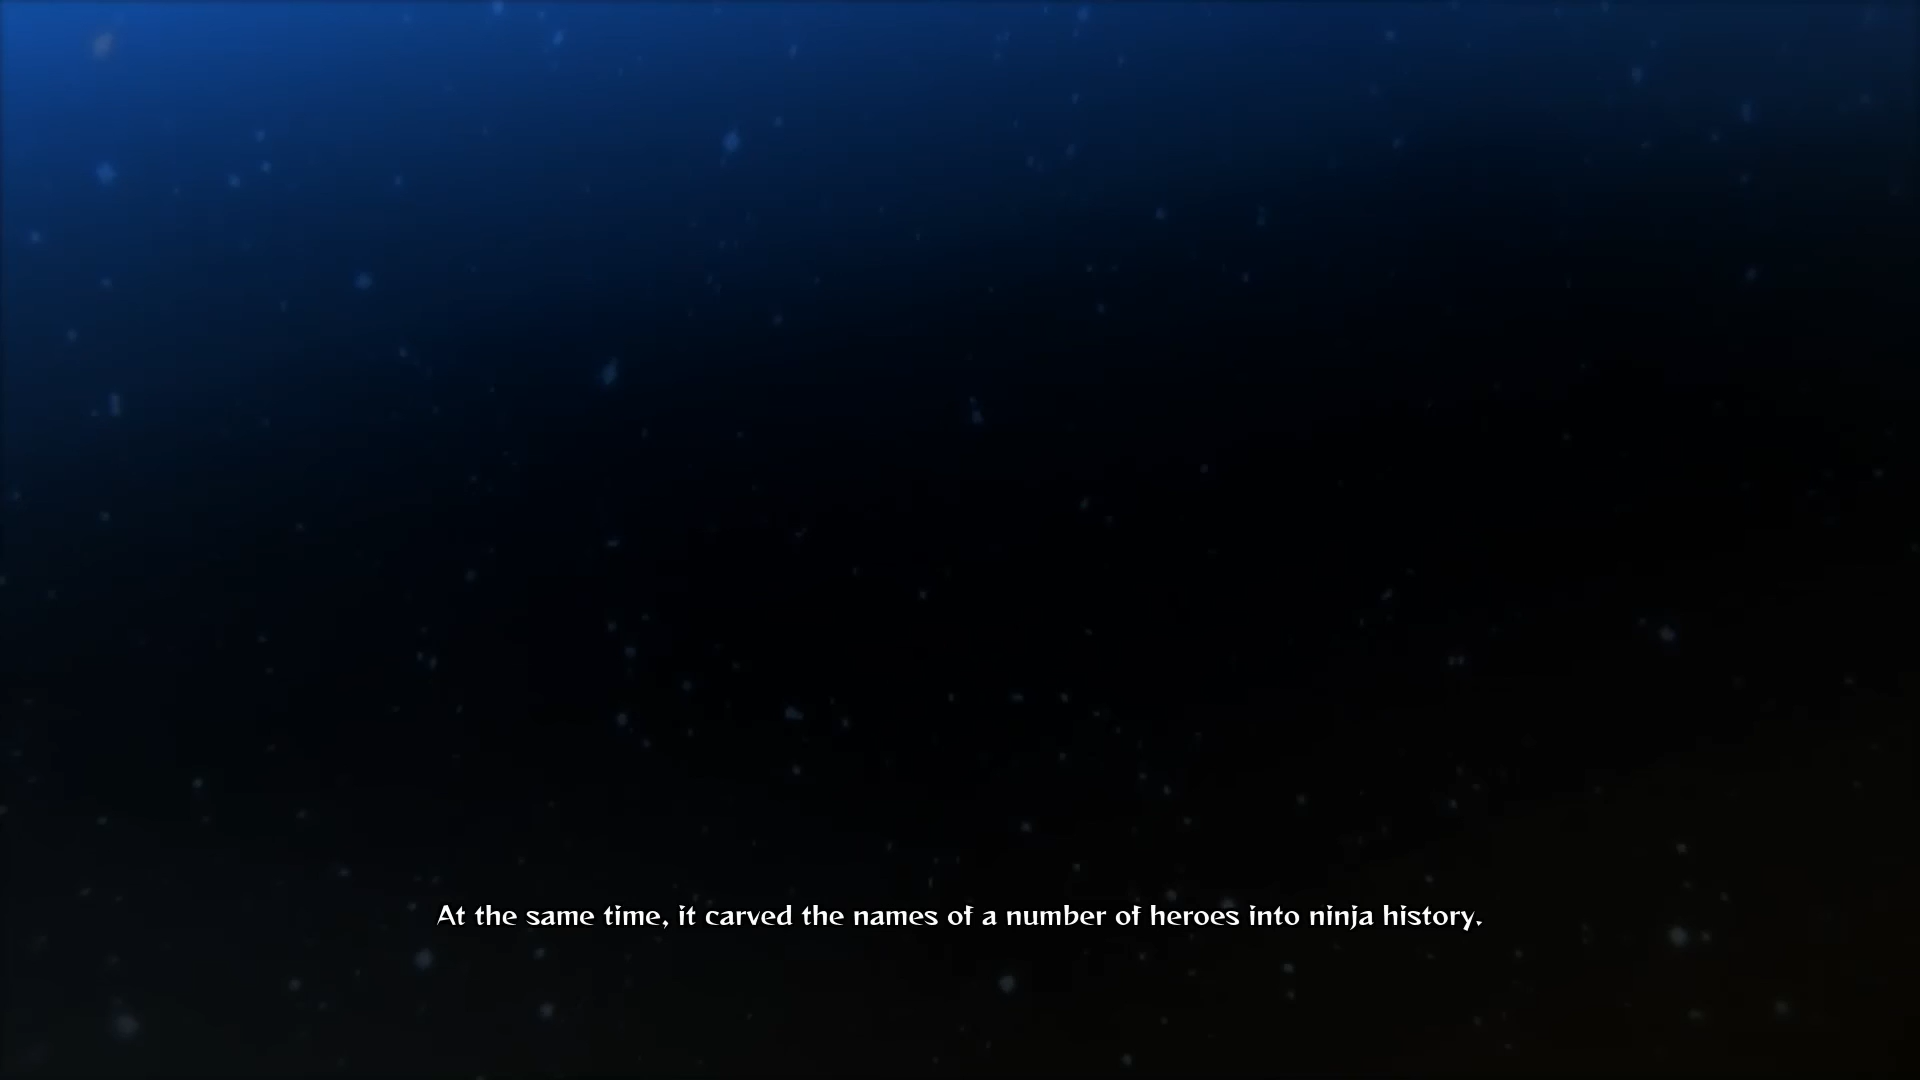 At the same time, it carved the names of a number of heroes into ninja history.